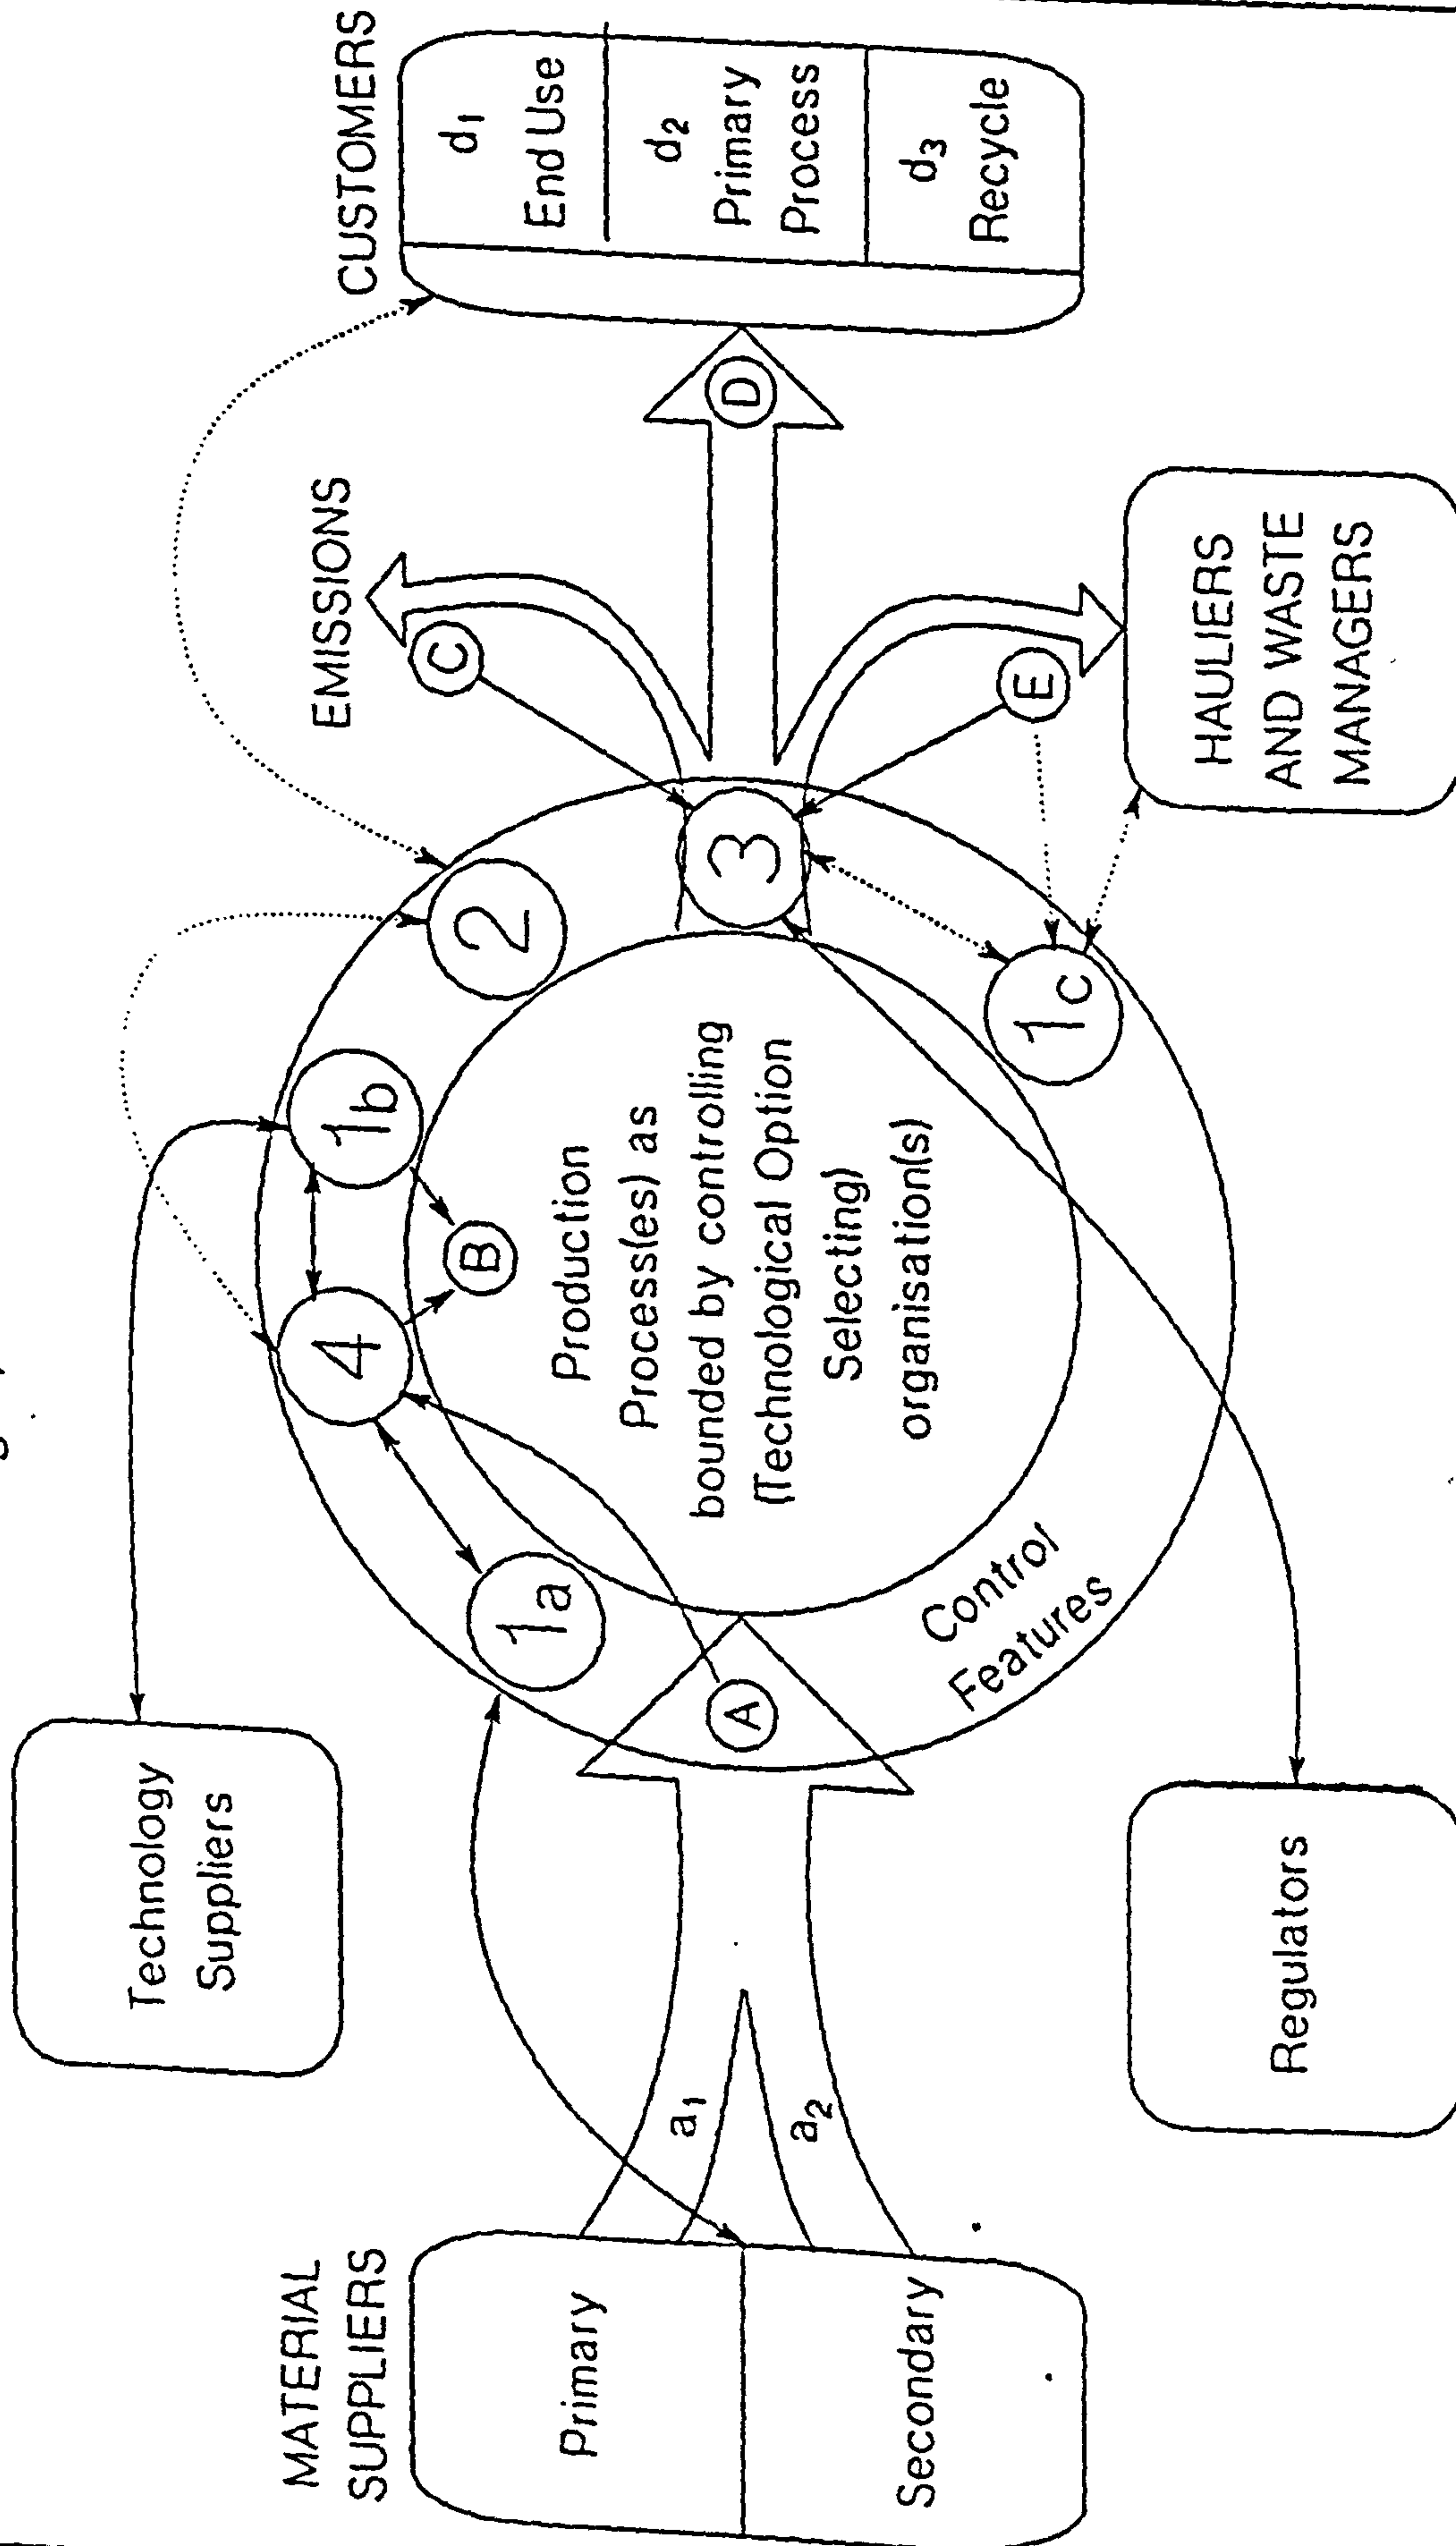 MATERIAL
SUPPLIERS
Primary
Secondary
a1
a2
Technology
Suppliers
Regulators
A
Control
Features
1a
4
1b
B
2
3
1c
Production
Process(es) as
bounded by controlling
(Technological Option
Selecting)
organisation(s)
EMISSIONS
C
D
E
HAULIERS
AND WASTE
MANAGERS
CUSTOMERS
d1
End Use
d2
Primary
Process
d3
Recycle